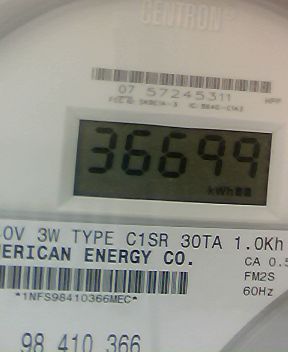 CENTRON®
07 57245311
36699
kWh
0V 3W TYPE C1SR 30TA 1.0Kh
ERICAN ENERGY CO.
CA 0.5
FM2S
*1NFS98410366MEC*
60Hz
98 410 366